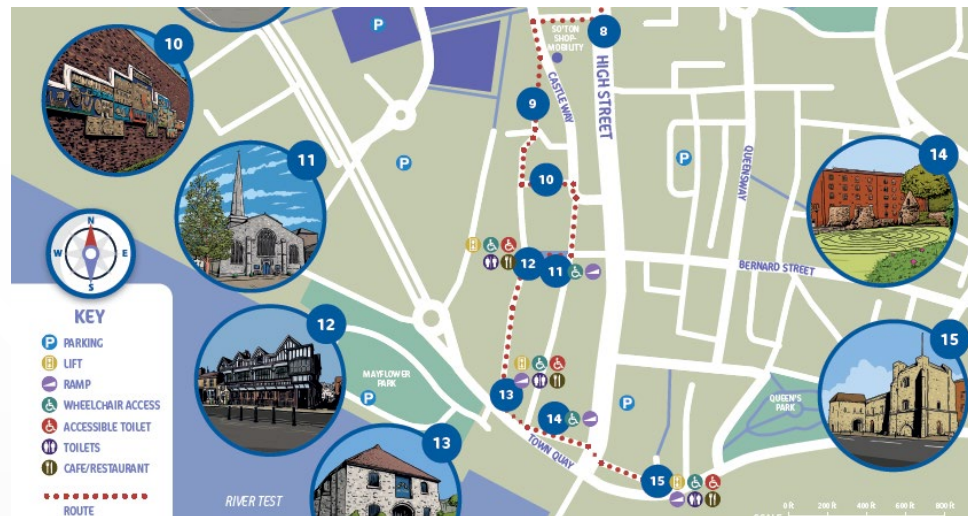 10
11
N
W
E
S
KEY
P PARKING
LIFT
RAMP
WHEELCHAIR ACCESS
ACCESSIBLE TOILET
TOILETS
CAFE/RESTAURANT
ROUTE
12
13
RIVER TEST
MAYFLOWER
PARK
P
P
P
SO'TON
SHOP-
MOBILITY
8
HIGH STREET
CASTLE WAY
9
10
P
QUEENSWAY
12
11
BERNARD STREET
13
14
P
TOWN QUAY
15
QUEEN'S
PARK
14
15
0 ft
200 ft
400 ft
600 ft
800 ft